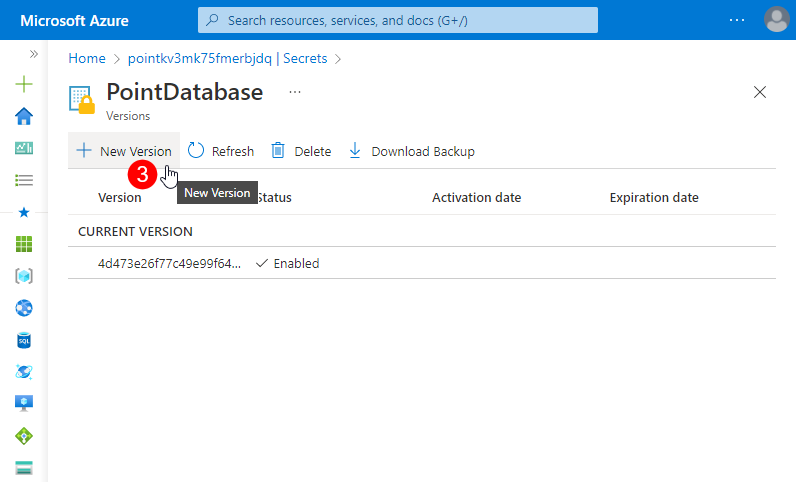 Microsoft Azure
Search resources, services, and docs (G+/)
Home > pointkv3mk75fmerbjdq | Secrets >
PointDatabase
Versions
New Version Refresh Delete Download Backup
3
New Version
Version Status Activation date Expiration date
CURRENT VERSION
4d473e26f77c49e99f64... Enabled
SQL